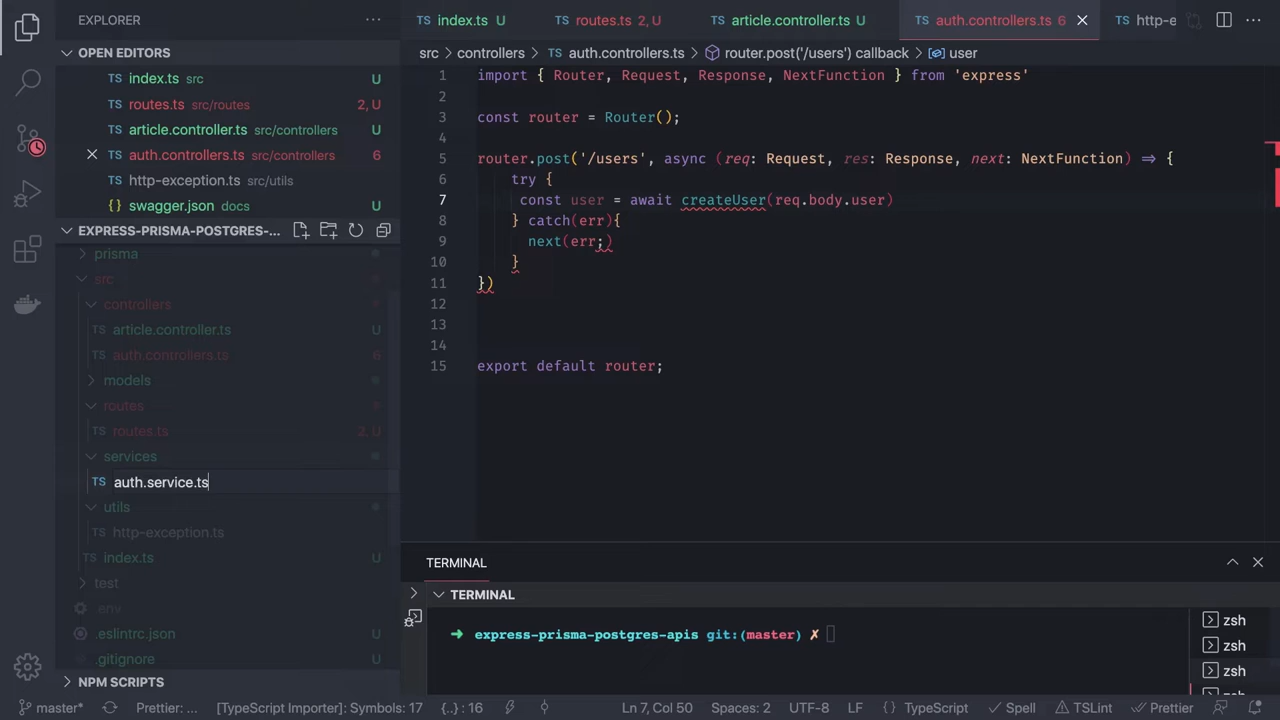 EXPLORER
OPEN EDITORS
TS index.ts src U
TS routes.ts src/routes 2, U
TS article.controller.ts src/controllers U
TS auth.controllers.ts src/controllers 6
http-exception.ts src/utils
{} swagger.json docs U
EXPRESS-PRISMA-POSTGRES-...
prisma
src
controllers
TS article.controller.ts U
TS auth.controllers.ts 6
models
routes
TS routes.ts 2, U
services
TS auth.service.ts
utils
TS http-exception.ts
TS index.ts U
test
.env
.eslintrc.json U
.gitignore U
NPM SCRIPTS
TS index.ts U
TS routes.ts 2, U
TS article.controller.ts U
TS auth.controllers.ts 6
TS http-e
src > controllers > TS auth.controllers.ts > router.post('/users') callback > user
1 import { Router, Request, Response, NextFunction } from 'express'
2
3 const router = Router();
4
5 router.post('/users', async (req: Request, res: Response, next: NextFunction) => {
6 try {
7 const user = await createUser(req.body.user)
8 } catch(err){
9 next(err;)
10 }
11 })
12
13
14
15 export default router;
TERMINAL
TERMINAL
➜ express-prisma-postgres-apis git:(master) ✗
zsh
zsh
zsh
master* Prettier: ... [TypeScript Importer]: Symbols: 17 {..}: 16 Ln 7, Col 50 Spaces: 2 UTF-8 LF { } TypeScript Spell TSLint Prettier